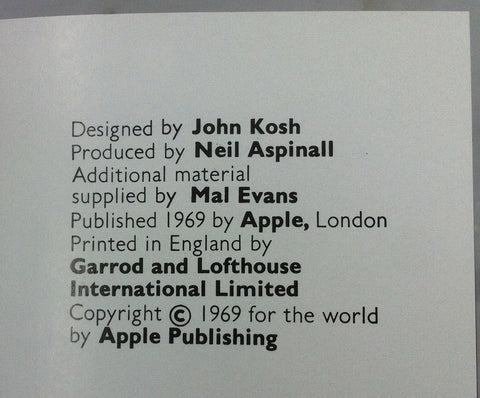 Designed by John Kosh
Produced by Neil Aspinall
Additional material
supplied by Mal Evans
Published 1969 by Apple, London
Printed in England by
Garrod and Lofthouse
International Limited
Copyright © 1969 for the world
by Apple Publishing